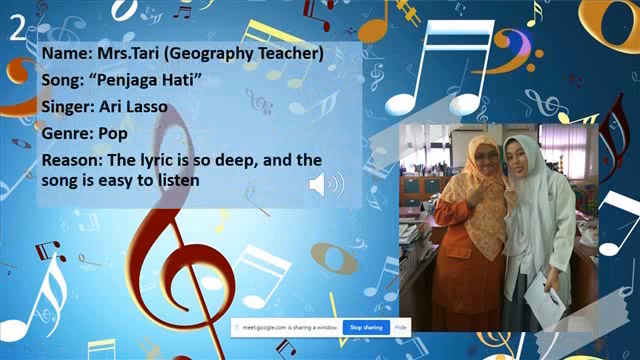 2
Name: Mrs.Tari (Geography Teacher)
Song: “Penjaga Hati”
Singer: Ari Lasso
Genre: Pop
Reason: The lyric is so deep, and the
song is easy to listen
meet.google.com is sharing a window.
Stop sharing
Hide